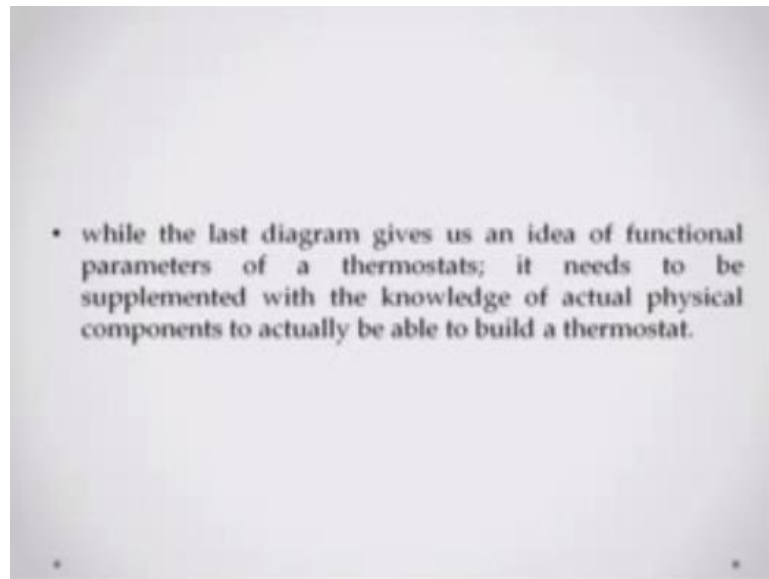 • while the last diagram gives us an idea of functional
parameters of a thermostats; it needs to be
supplemented with the knowledge of actual physical
components to actually be able to build a thermostat.